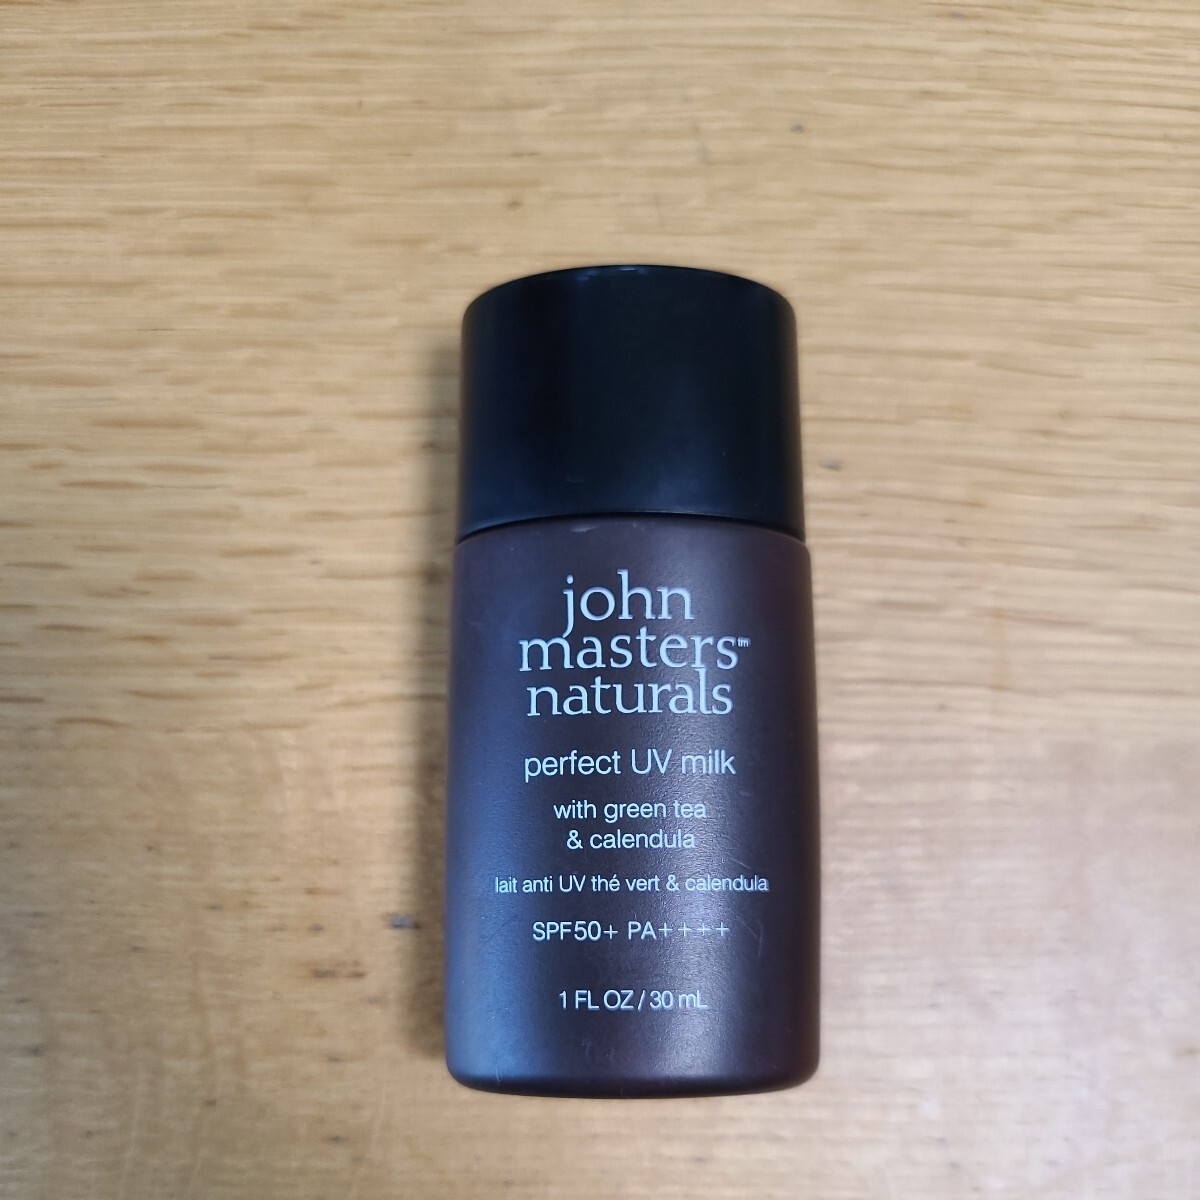 john
masters™
naturals
perfect UV milk
with green tea
& calendula
lait anti UV thé vert & calendula
SPF50+ PA++++
1 FL OZ / 30 mL